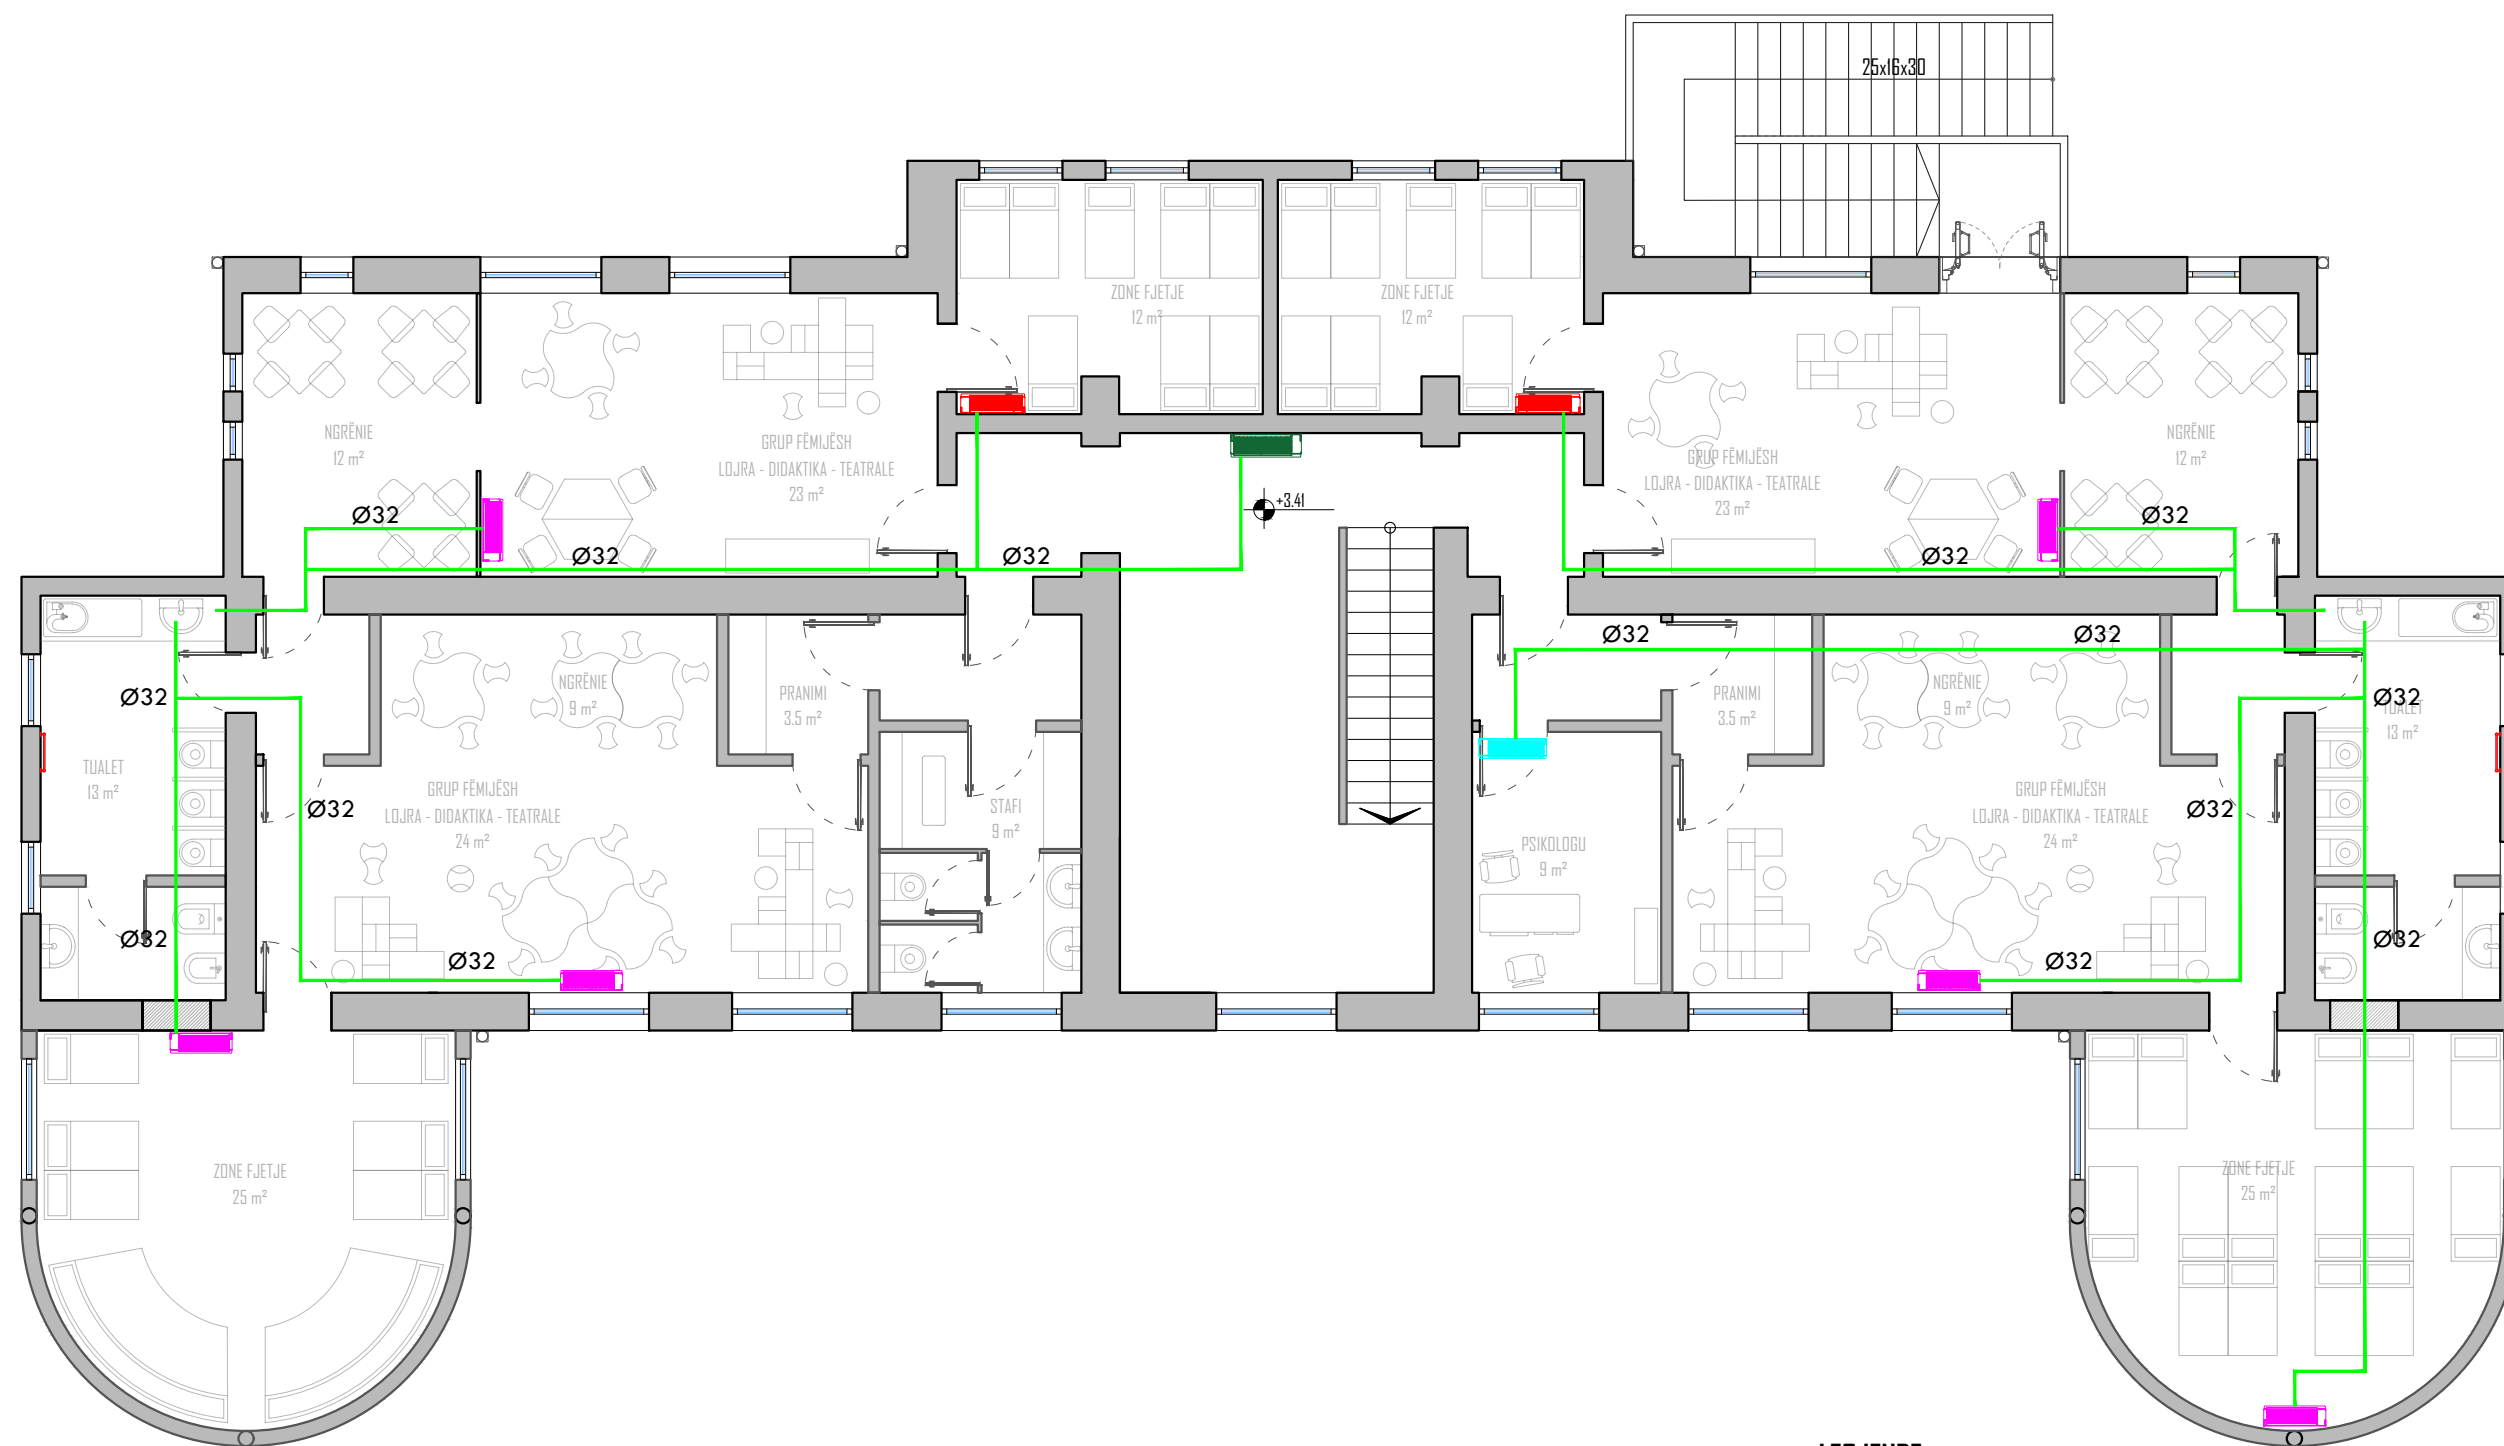 25x16x30
ZONE FJETJE
12 m²
ZONE FJETJE
12 m²
NGRËNIE
12 m²
GRUP FËMIJËSH
LOJRA - DIDAKTIKA - TEATRALE
23 m²
GRUP FËMIJËSH
LOJRA - DIDAKTIKA - TEATRALE
23 m²
NGRËNIE
12 m²
+3.41
Ø32
Ø32
Ø32
Ø32
Ø32
Ø32
Ø32
NGRËNIE
9 m²
PRANIMI
3.5 m²
PRANIMI
3.5 m²
NGRËNIE
9 m²
Ø32
Ø32
TUALET
13 m²
TUALET
13 m²
Ø32
GRUP FËMIJËSH
LOJRA - DIDAKTIKA - TEATRALE
24 m²
STAFI
9 m²
PSIKOLOGU
9 m²
GRUP FËMIJËSH
LOJRA - DIDAKTIKA - TEATRALE
24 m²
Ø32
Ø32
Ø32
Ø32
Ø32
ZONE FJETJE
25 m²
ZONE FJETJE
25 m²